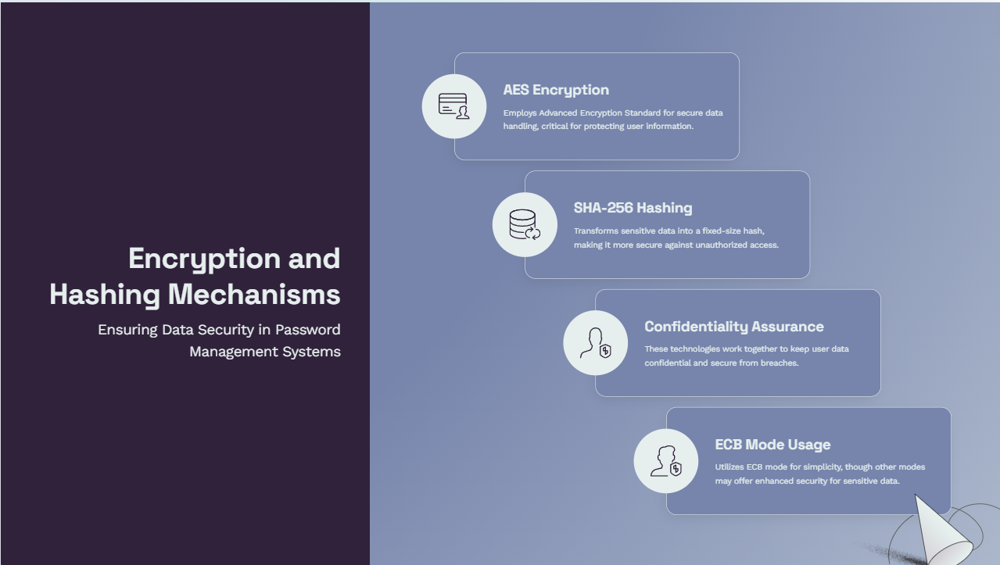 Encryption and
Hashing Mechanisms
Ensuring Data Security in Password
Management Systems
AES Encryption
Employs Advanced Encryption Standard for secure data
handling, critical for protecting user information.
SHA-256 Hashing
Transforms sensitive data into a fixed-size hash,
making it more secure against unauthorized access.
Confidentiality Assurance
These technologies work together to keep user data
confidential and secure from breaches.
ECB Mode Usage
Utilizes ECB mode for simplicity, though other modes
may offer enhanced security for sensitive data.